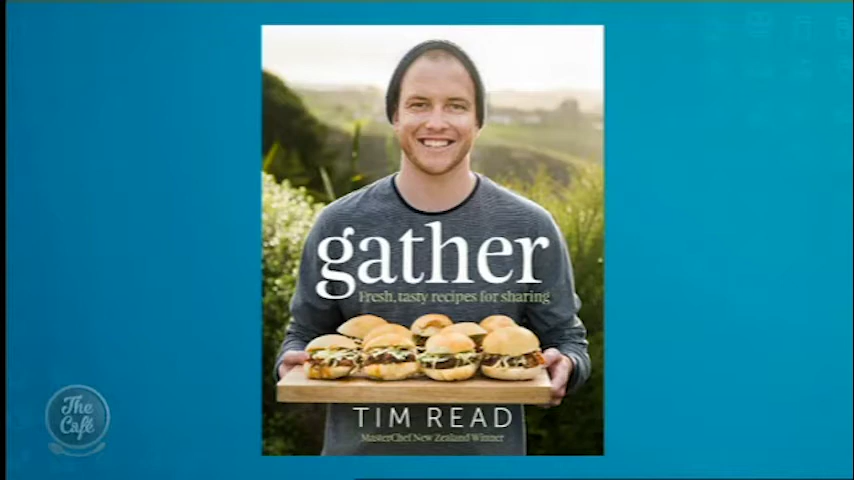 gather
Fresh, tasty recipes for sharing
TIM READ
MasterChef New Zealand Winner
The
Café